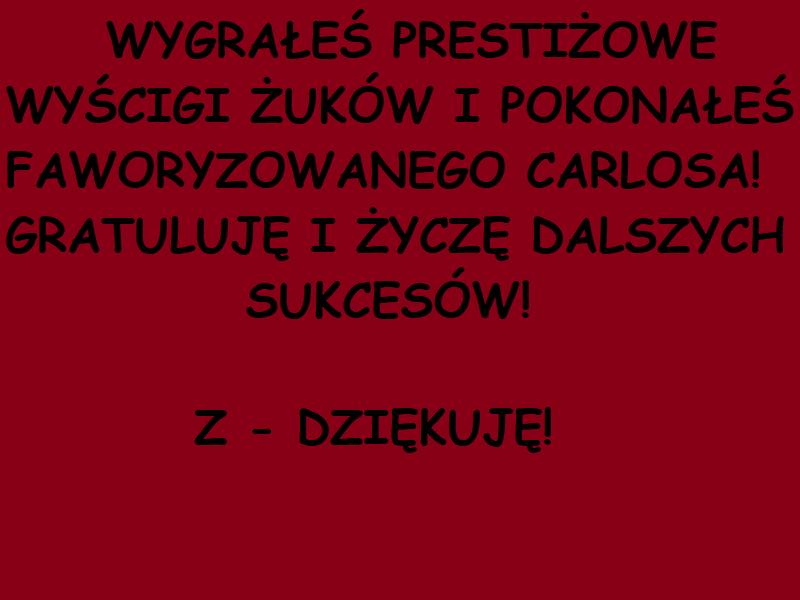 WYGRAŁEŚ PRESTIŻOWE
WYŚCIGI ŻUKÓW I POKONAŁEŚ
FAWORYZOWANEGO CARLOSA!
GRATULUJĘ I ŻYCZĘ DALSZYCH
SUKCESÓW!
Z - DZIĘKUJĘ!